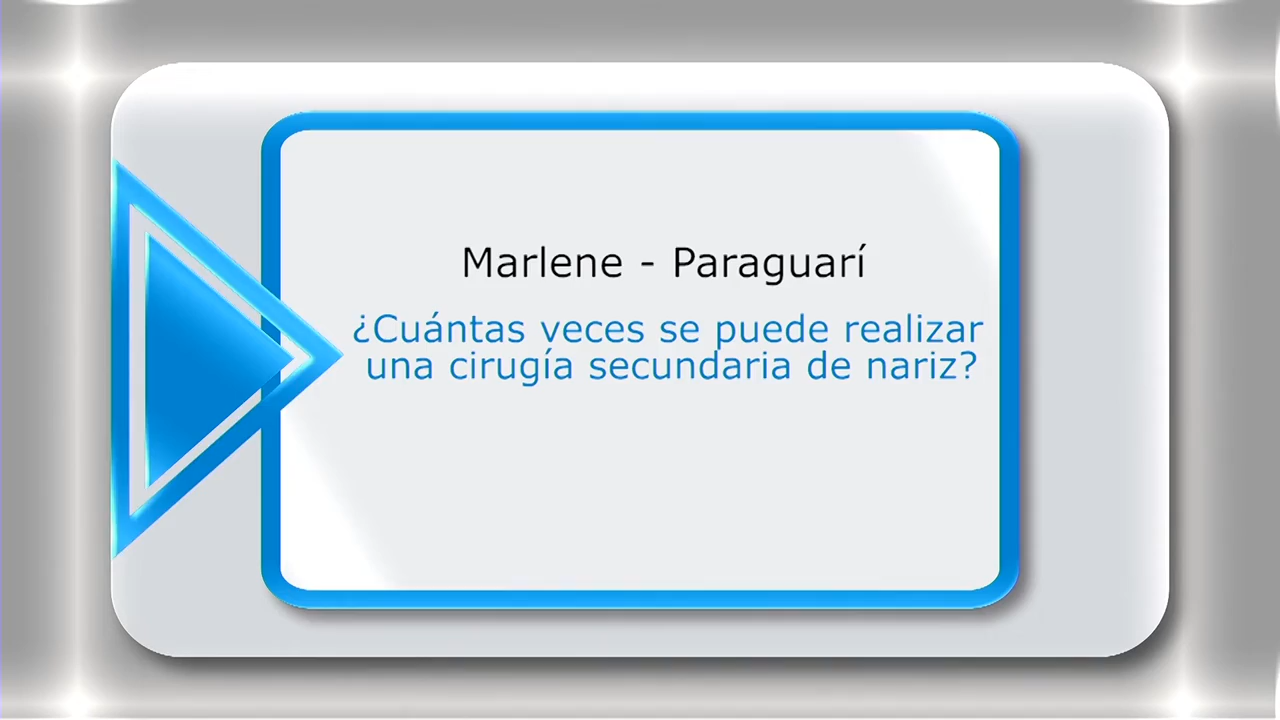 Marlene - Paraguarí
¿Cuántas veces se puede realizar
una cirugía secundaria de nariz?